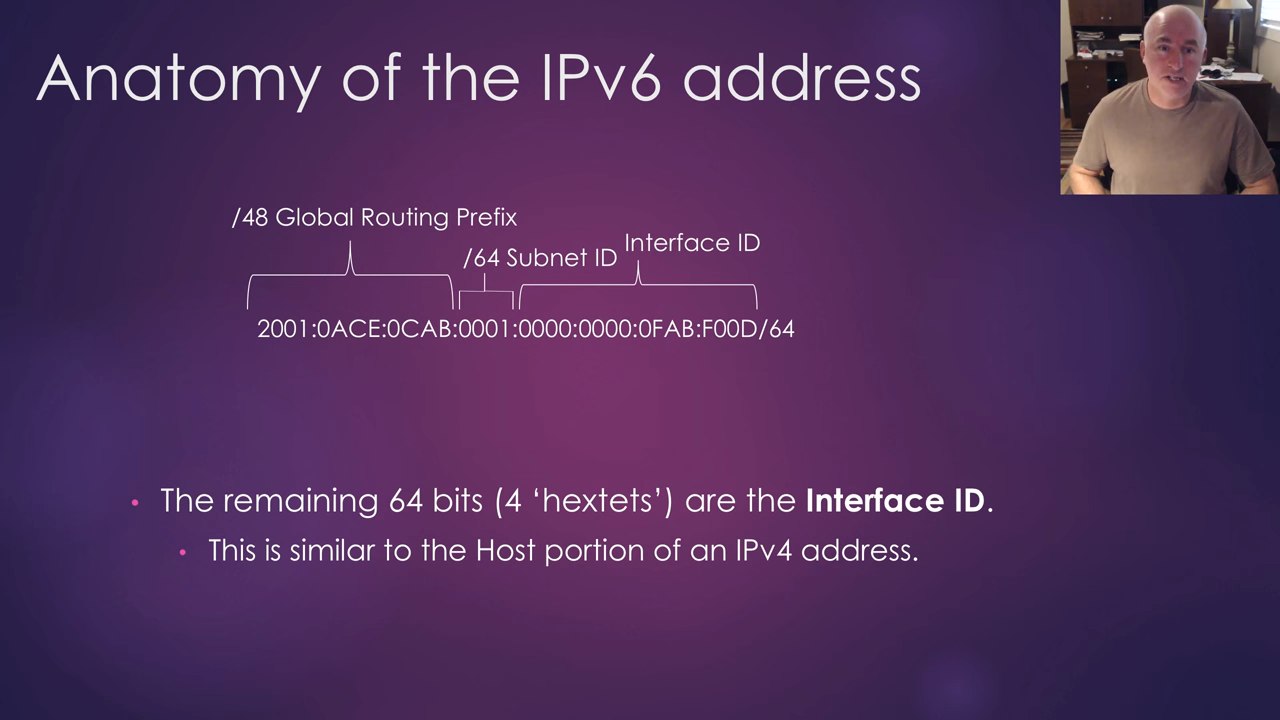 Anatomy of the IPv6 address
/48 Global Routing Prefix
/64 Subnet ID
Interface ID
2001:0ACE:0CAB:0001:0000:0000:0FAB:F00D/64
• The remaining 64 bits (4 ‘hextets’) are the Interface ID.
• This is similar to the Host portion of an IPv4 address.